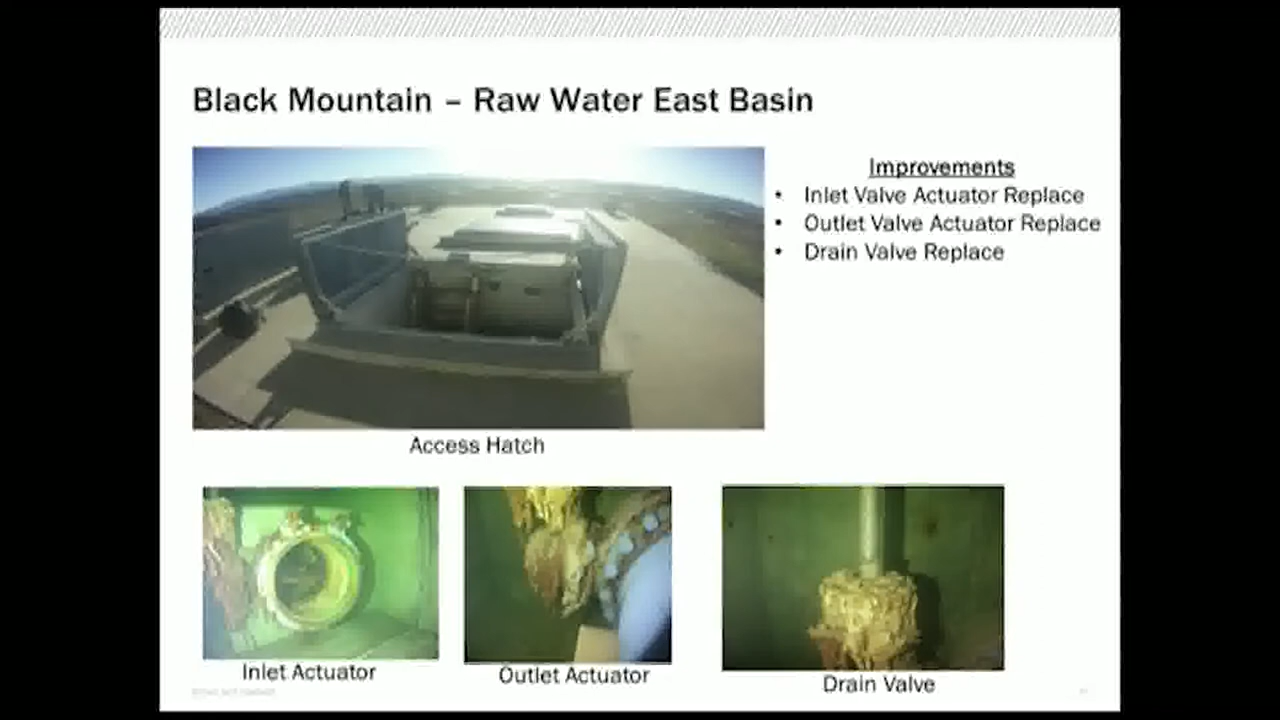 Black Mountain – Raw Water East Basin
Improvements
• Inlet Valve Actuator Replace
• Outlet Valve Actuator Replace
• Drain Valve Replace
Access Hatch
Inlet Actuator
Outlet Actuator
Drain Valve